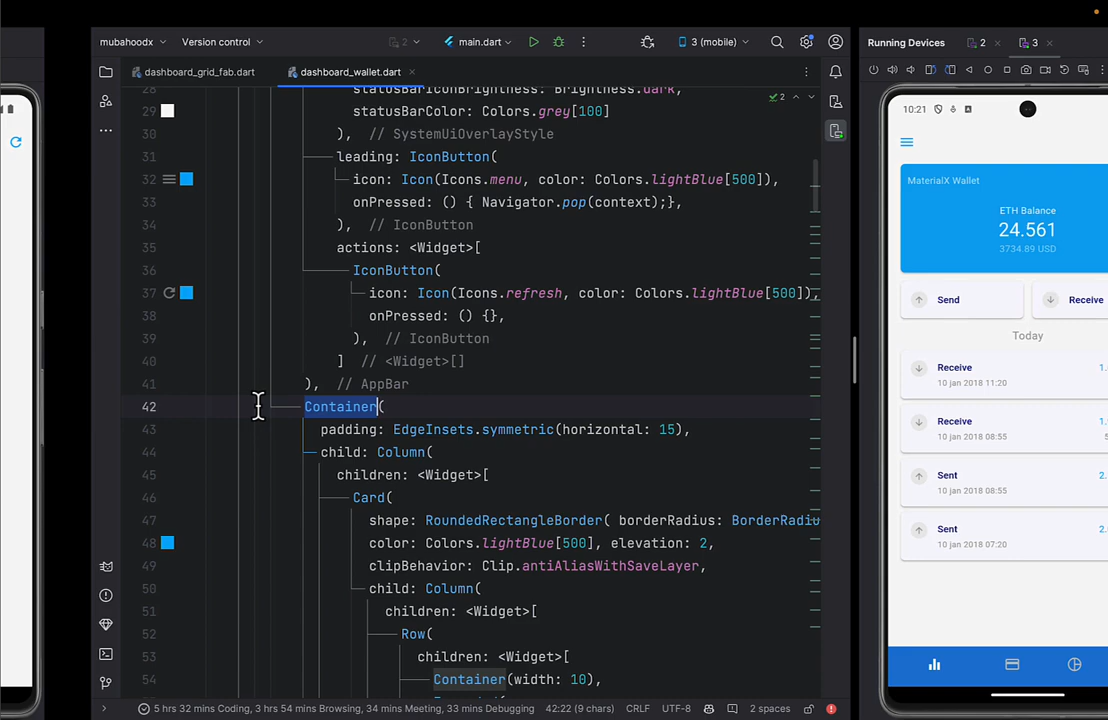 mubahoodx Version control 2 main.dart 3 (mobile) Running Devices 2 3
dashboard_grid_fab.dart dashboard_wallet.dart
28 statusBarIconBrightness: Brightness.dark, 2
29 statusBarColor: Colors.grey[100]
30 ), // SystemUiOverlayStyle
31 leading: IconButton(
32 icon: Icon(Icons.menu, color: Colors.lightBlue[500]),
33 onPressed: () { Navigator.pop(context);},
34 ), // IconButton
35 actions: <Widget>[
36 IconButton(
37 icon: Icon(Icons.refresh, color: Colors.lightBlue[500]),
38 onPressed: () {},
39 ), // IconButton
40 ] // <Widget>[]
41 ), // AppBar
42 Container(
43 padding: EdgeInsets.symmetric(horizontal: 15),
44 child: Column(
45 children: <Widget>[
46 Card(
47 shape: RoundedRectangleBorder( borderRadius: BorderRadiu
48 color: Colors.lightBlue[500], elevation: 2,
49 clipBehavior: Clip.antiAliasWithSaveLayer,
50 child: Column(
51 children: <Widget>[
52 Row(
53 children: <Widget>[
54 Container(width: 10),
5 hrs 32 mins Coding, 3 hrs 54 mins Browsing, 34 mins Meeting, 33 mins Debugging 42:22 (9 chars) CRLF UTF-8 2 spaces
10:21
MaterialX Wallet
ETH Balance
24.561
3734.89 USD
Send Receive
Today
Receive 1.
10 jan 2018 11:20
Receive 1.
10 jan 2018 08:55
Sent 2.
10 jan 2018 08:55
Sent 2.
10 jan 2018 07:20